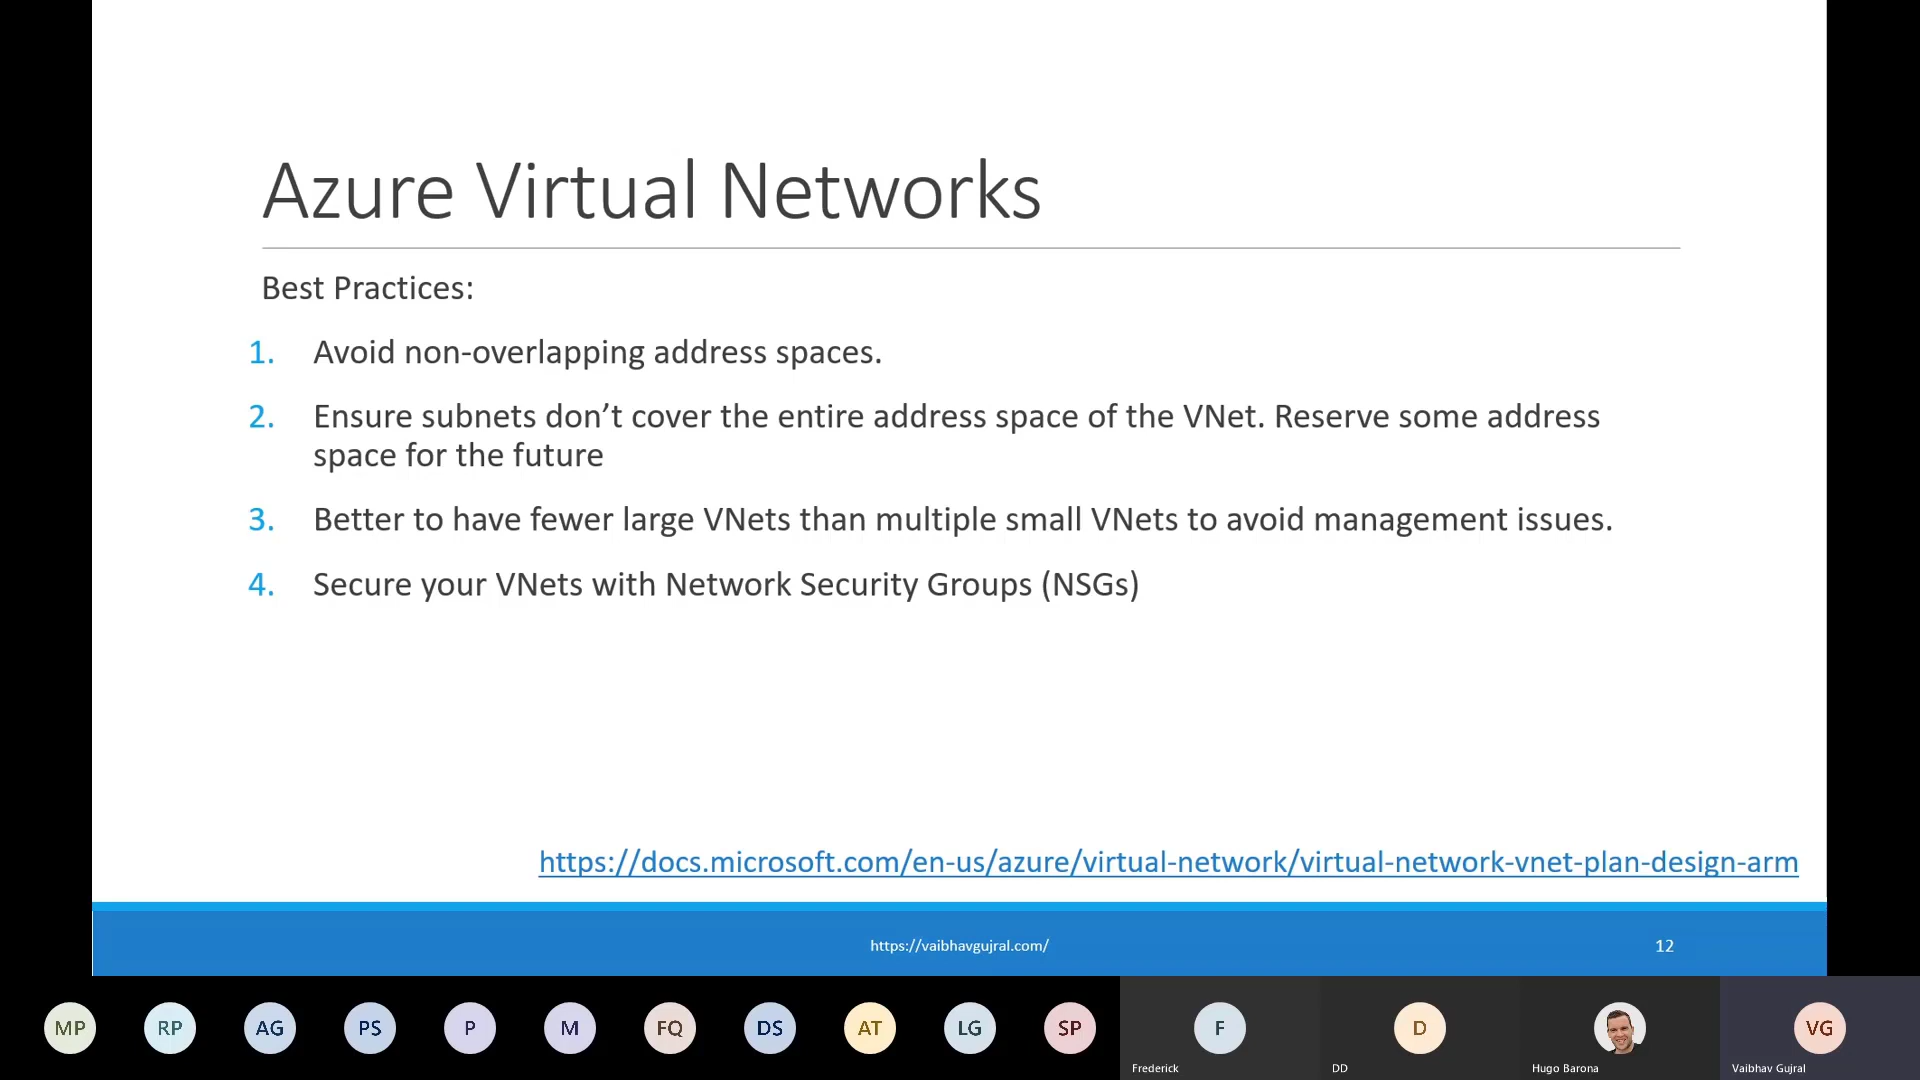 Azure Virtual Networks
Best Practices:
1. Avoid non-overlapping address spaces.
2. Ensure subnets don’t cover the entire address space of the VNet. Reserve some address
space for the future
3. Better to have fewer large VNets than multiple small VNets to avoid management issues.
4. Secure your VNets with Network Security Groups (NSGs)
https://docs.microsoft.com/en-us/azure/virtual-network/virtual-network-vnet-plan-design-arm
https://vaibhavgujral.com/ 12
MP RP AG PS P M FQ DS AT LG SP F D VG
Frederick DD Hugo Barona Vaibhav Gujral